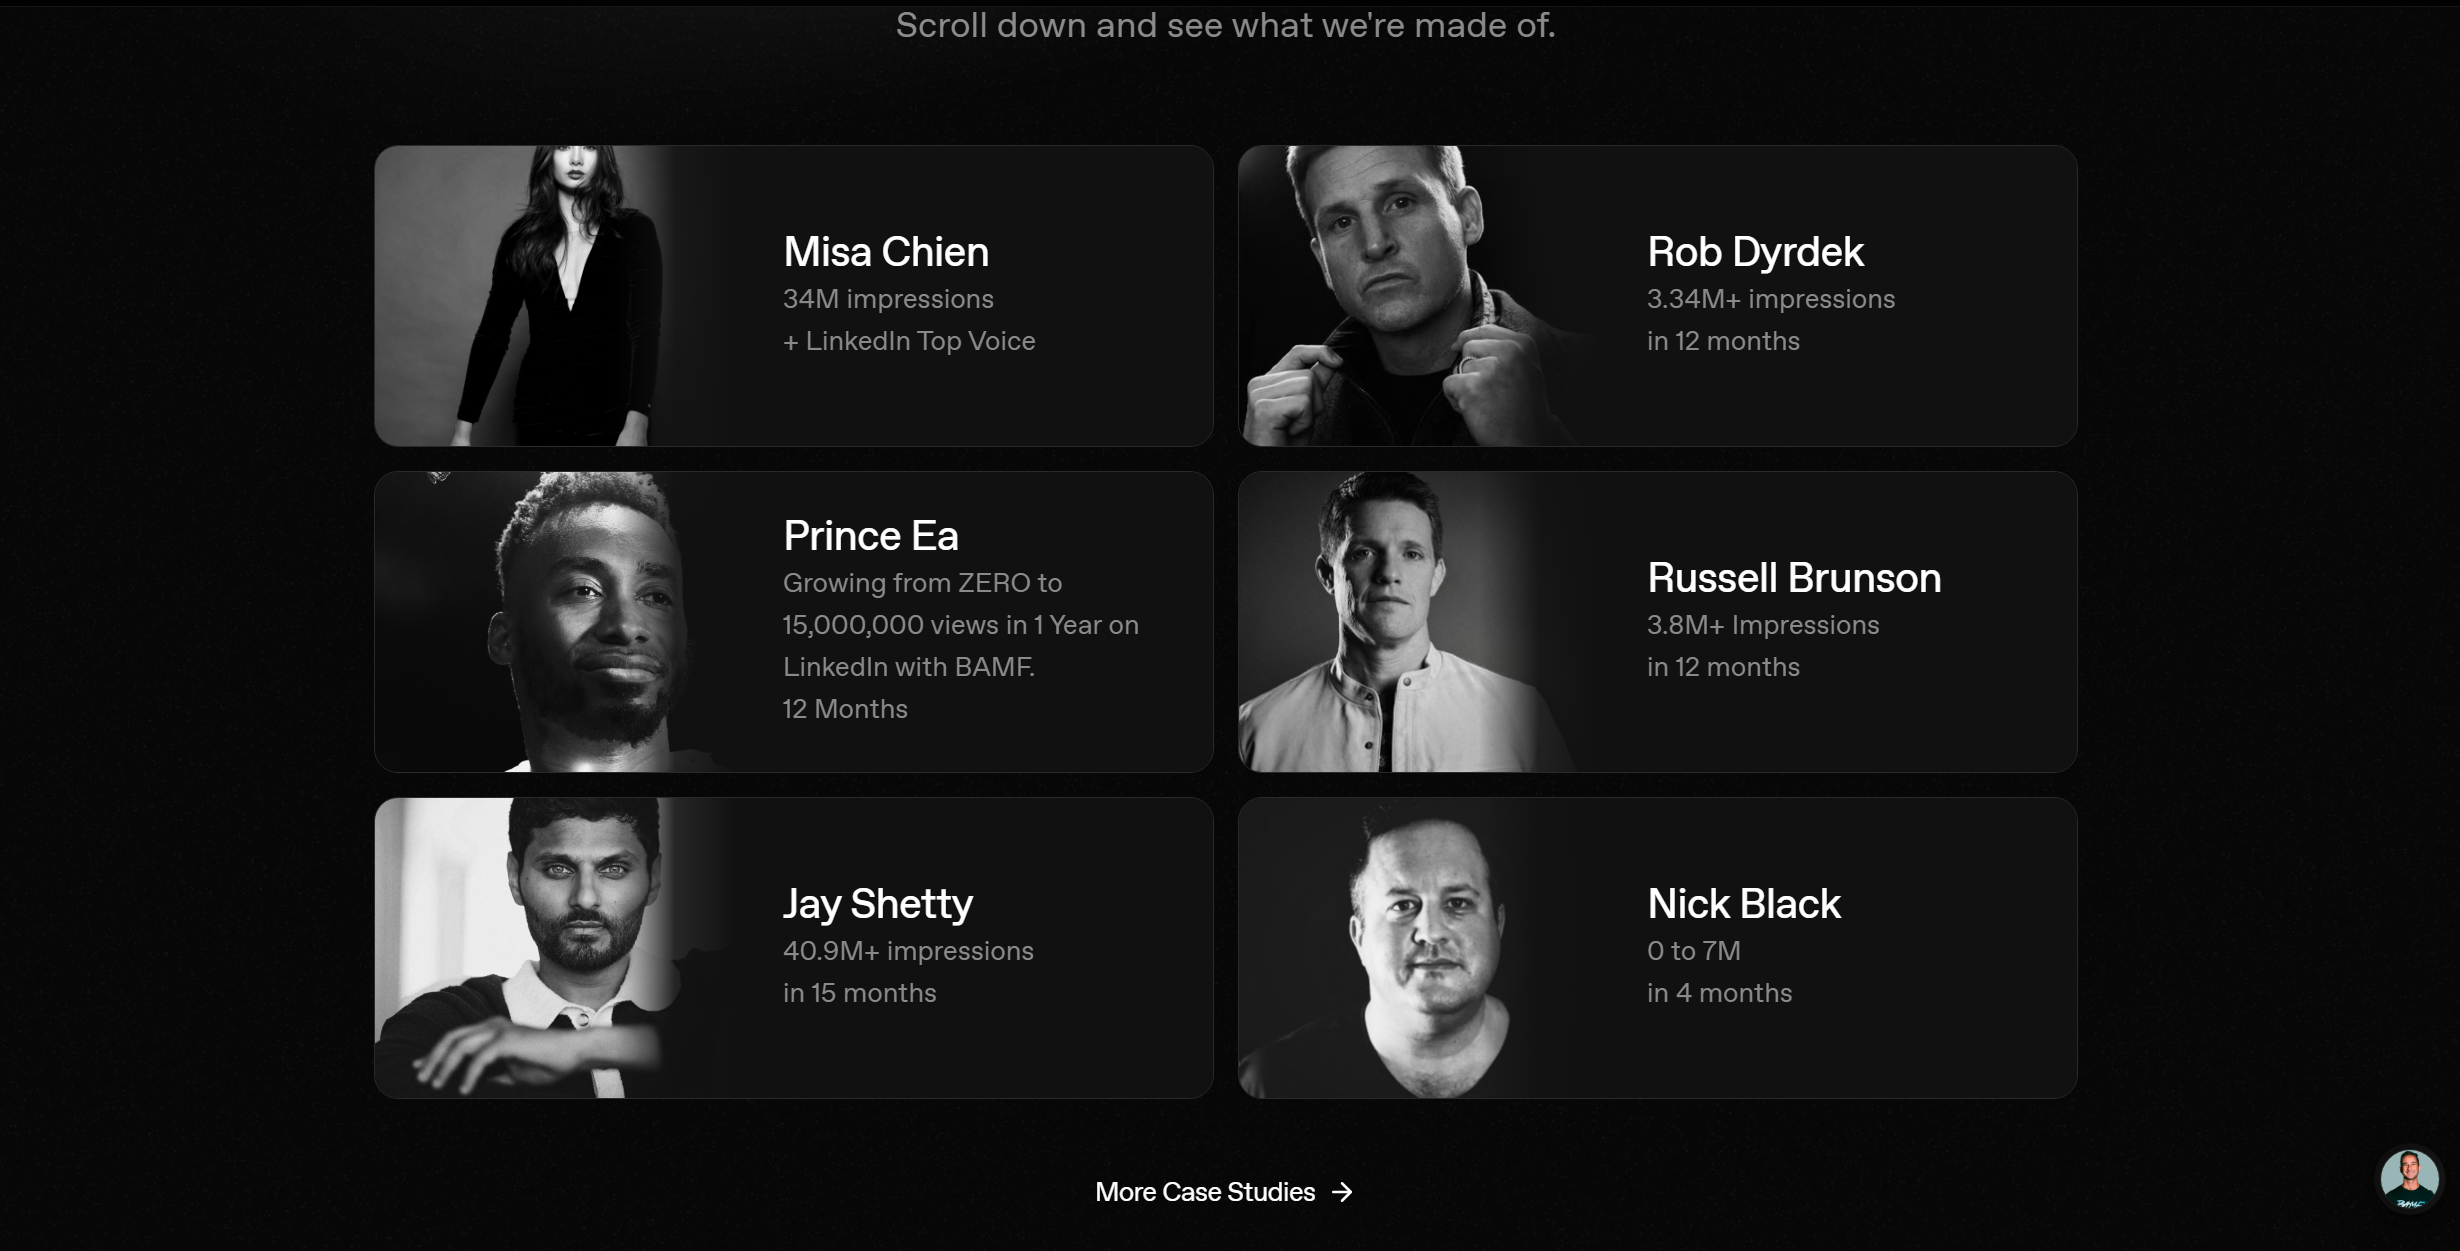 Scroll down and see what we're made of.
Misa Chien
34M impressions
+ LinkedIn Top Voice
Rob Dyrdek
3.34M+ impressions
in 12 months
Prince Ea
Growing from ZERO to
15,000,000 views in 1 Year on
LinkedIn with BAMF.
12 Months
Russell Brunson
3.8M+ Impressions
in 12 months
Jay Shetty
40.9M+ impressions
in 15 months
Nick Black
0 to 7M
in 4 months
More Case Studies →